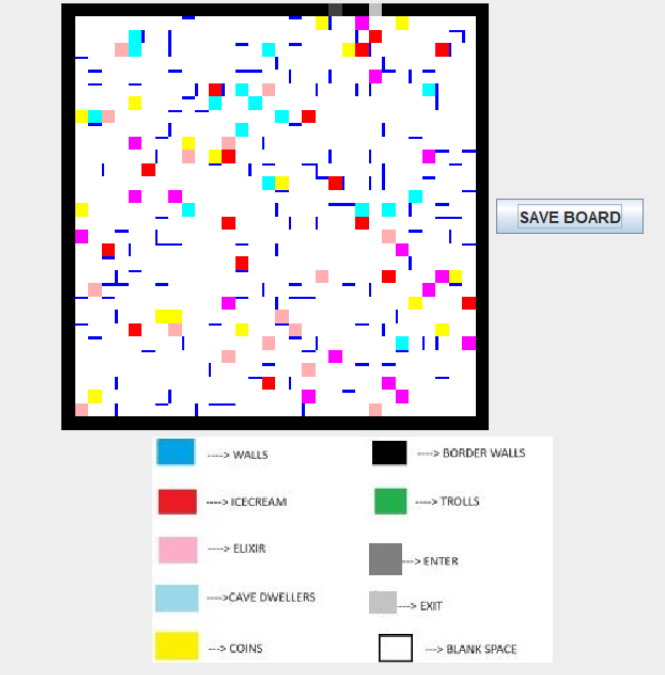 SAVE BOARD
----> WALLS
----> BORDER WALLS
----> ICECREAM
----> TROLLS
---> ELIXIR
---> ENTER
---->CAVE DWELLERS
----> EXIT
---> COINS
---> BLANK SPACE